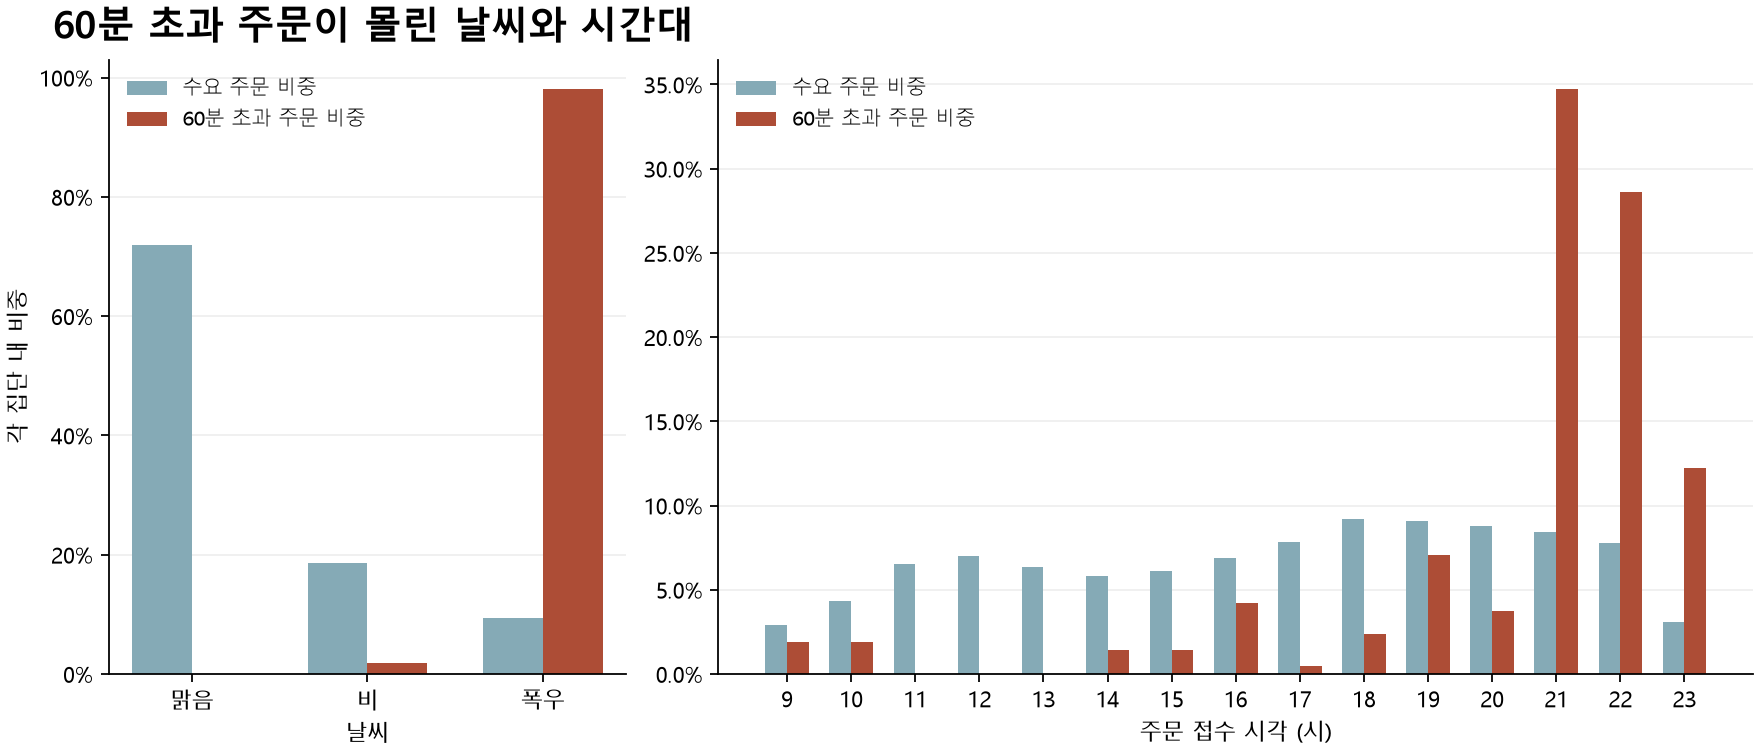 60분 초과 주문이 몰린 날씨와 시간대
각 집단 내 비중
100%
80%
60%
40%
20%
0%
수요 주문 비중
60분 초과 주문 비중
맑음 비 폭우
날씨
35.0%
30.0%
25.0%
20.0%
15.0%
10.0%
5.0%
0.0%
수요 주문 비중
60분 초과 주문 비중
9 10 11 12 13 14 15 16 17 18 19 20 21 22 23
주문 접수 시각 (시)